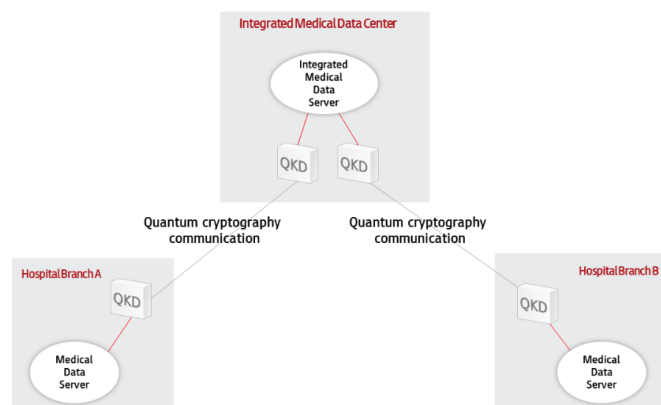 Integrated Medical Data Center
Integrated
Medical
Data
Server
QKD
QKD
Quantum cryptography
communication
Quantum cryptography
communication
Hospital Branch A
QKD
Medical
Data
Server
Hospital Branch B
QKD
Medical
Data
Server